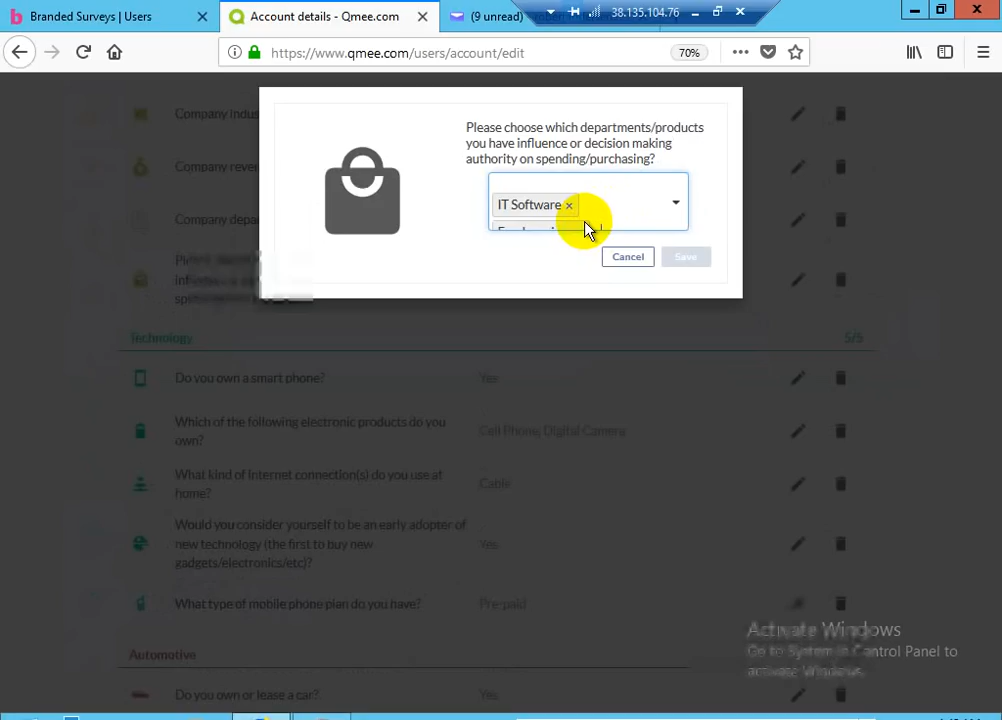 Branded Surveys | Users
Account details - Qmee.com
(9 unread)
38.135.104.76
https://www.qmee.com/users/account/edit
70%
Please choose which departments/products
you have influence or decision making
authority on spending/purchasing?
IT Software ×
Cancel
Save
Company
Company
Company
Technology
5/5
Do you own a smart phone?
Yes
Which of the following electronic products do you
own?
Cell Phone, Digital Camera
What kind of internet connection(s) do you use at
home?
Cable
Would you consider yourself to be an early adopter of
new technology (the first to buy new
gadgets/electronics/etc)?
Yes
What type of mobile phone plan do you have?
Pre-paid
Activate Windows
Go to System in Control Panel to
activate Windows.
Automotive
Do you own or lease a car?
Yes